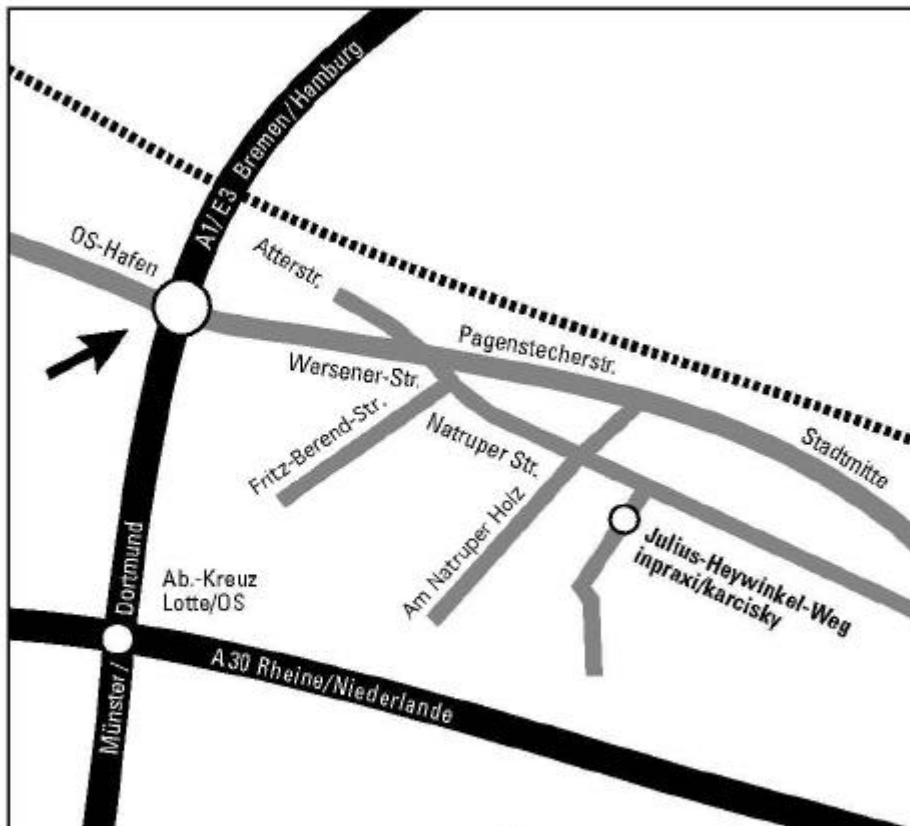 A1/E3 Bremen/Hamburg
OS-Hafen
Atterstr.
Pagenstecherstr.
Warsener-Str.
Fritz-Berend-Str.
Natruper Str.
Stadtmitte
Am Natruper Holz
Julius-Heywinkel-Weg
inpraxi/karcisky
Ab.-Kreuz
Lotte/OS
Münster / Dortmund
A30 Rheine/Niederlande